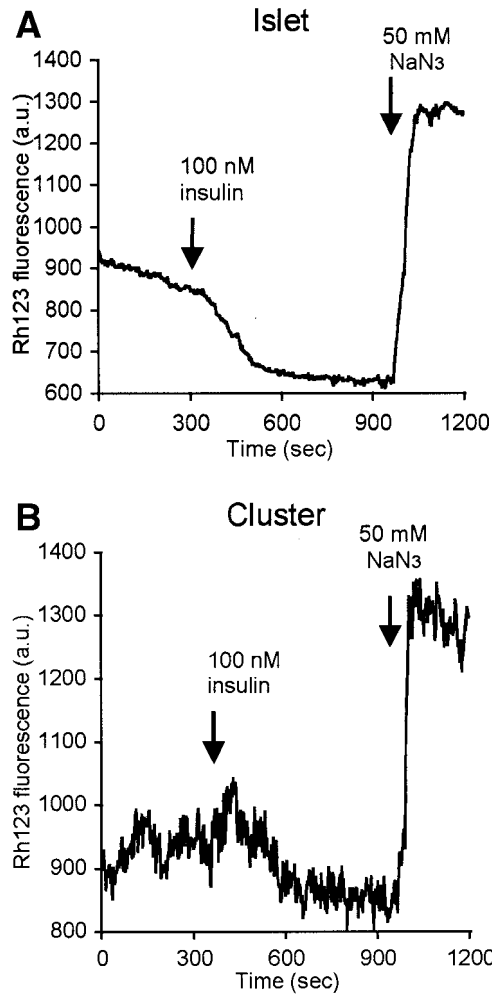 A
Islet
50 mM
NaN3
100 nM
insulin
Rh123 fluorescence (a.u.)
1400
1300
1200
1100
1000
900
800
700
600
0 300 600 900 1200
Time (sec)
B
Cluster
50 mM
NaN3
100 nM
insulin
Rh123 fluorescence (a.u.)
1400
1300
1200
1100
1000
900
800
0 300 600 900 1200
Time (sec)